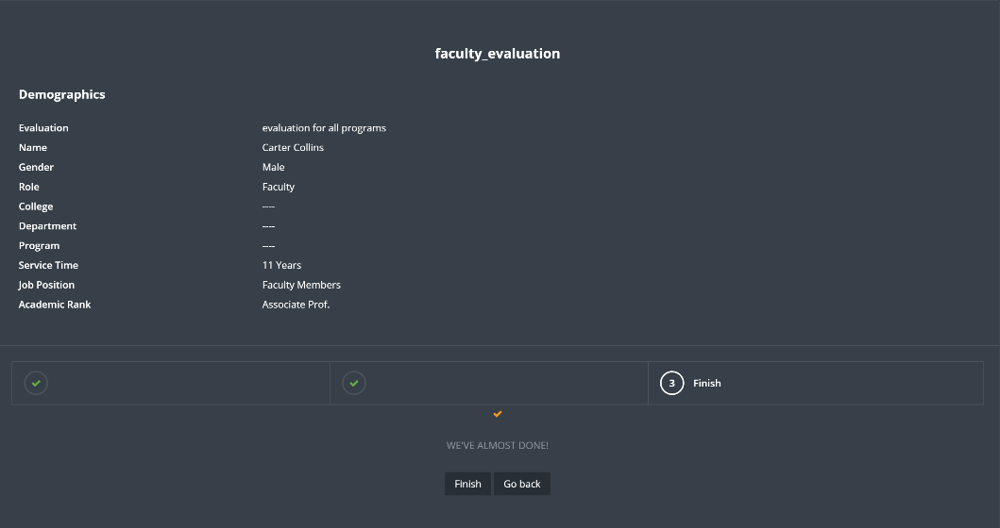 faculty_evaluation
Demographics
Evaluation evaluation for all programs
Name Carter Collins
Gender Male
Role Faculty
College ----
Department ----
Program ----
Service Time 11 Years
Job Position Faculty Members
Academic Rank Associate Prof.
3 Finish
WE'VE ALMOST DONE!
Finish Go back